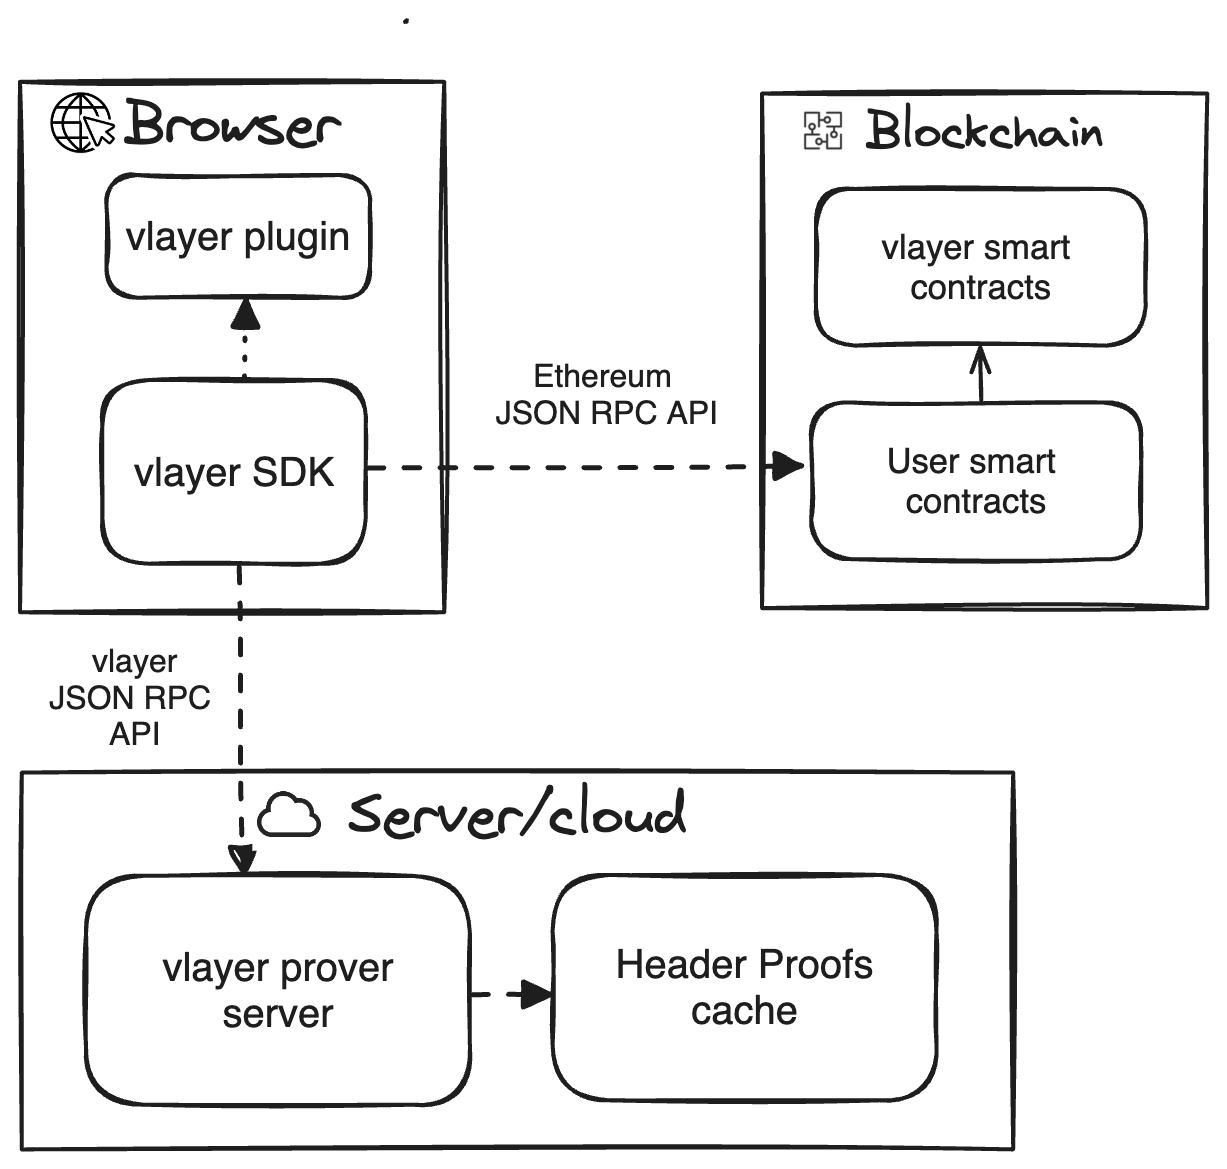 Browser
vlayer plugin
vlayer SDK
Ethereum
JSON RPC API
Blockchain
vlayer smart
contracts
User smart
contracts
vlayer
JSON RPC
API
Server/cloud
vlayer prover
server
Header Proofs
cache